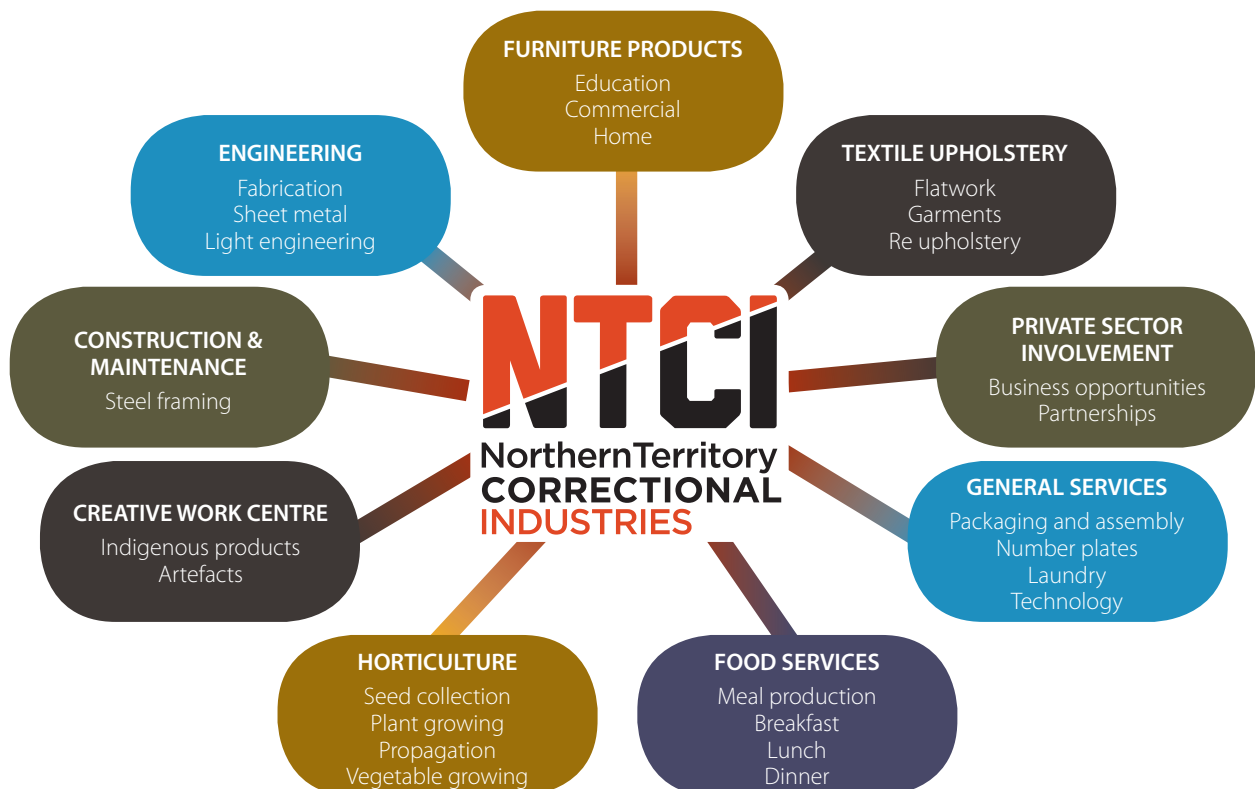 FURNITURE PRODUCTS
Education
Commercial
Home
ENGINEERING
Fabrication
Sheet metal
Light engineering
TEXTILE UPHOLSTERY
Flatwork
Garments
Re upholstery
CONSTRUCTION &
MAINTENANCE
Steel framing
NTCI
NorthernTerritory
CORRECTIONAL
INDUSTRIES
PRIVATE SECTOR
INVOLVEMENT
Business opportunities
Partnerships
CREATIVE WORK CENTRE
Indigenous products
Artefacts
GENERAL SERVICES
Packaging and assembly
Number plates
Laundry
Technology
HORTICULTURE
Seed collection
Plant growing
Propagation
Vegetable growing
FOOD SERVICES
Meal production
Breakfast
Lunch
Dinner